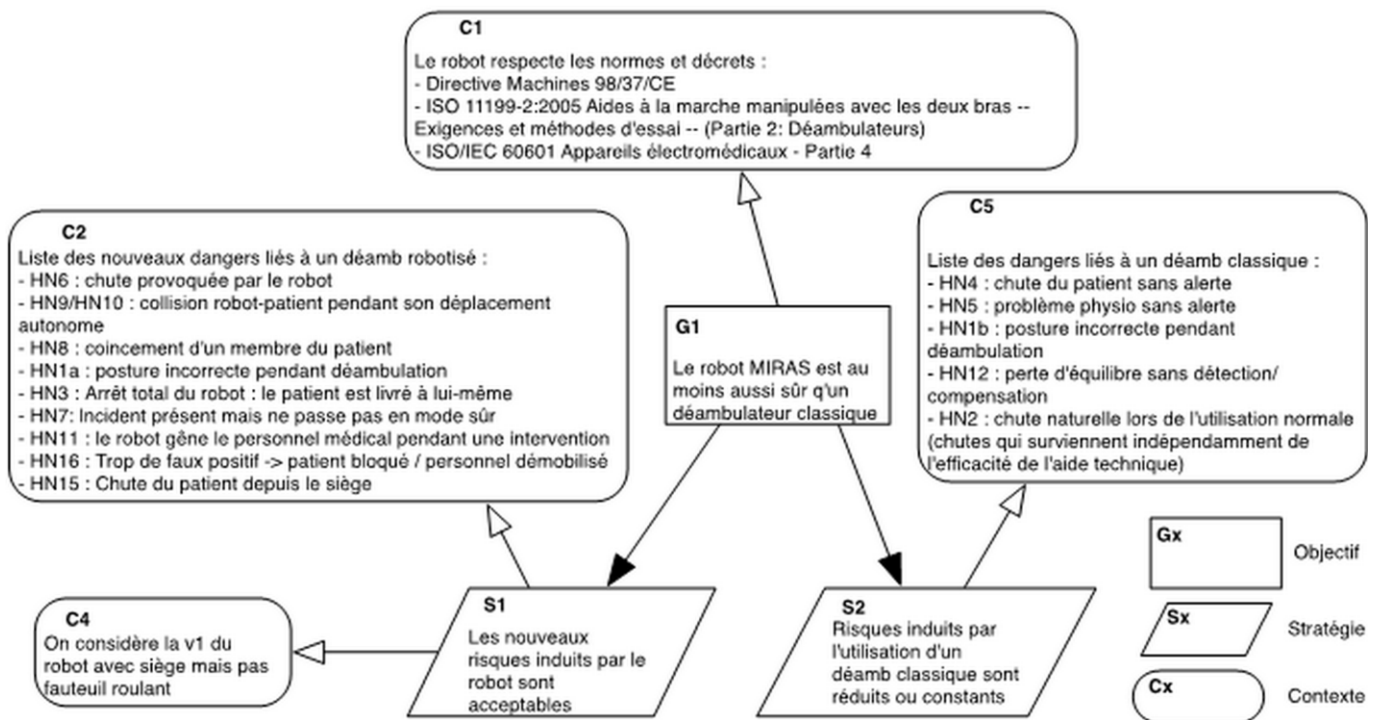 C1
Le robot respecte les normes et décrets :
- Directive Machines 98/37/CE
- ISO 11199-2:2005 Aides à la marche manipulées avec les deux bras --
Exigences et méthodes d'essai -- (Partie 2: Déambulateurs)
- ISO/IEC 60601 Appareils électromédicaux - Partie 4
C2
Liste des nouveaux dangers liés à un déamb robotisé :
- HN6 : chute provoquée par le robot
- HN9/HN10 : collision robot-patient pendant son déplacement
autonome
- HN8 : coincement d'un membre du patient
- HN1a : posture incorrecte pendant déambulation
- HN3 : Arrêt total du robot : le patient est livré à lui-même
- HN7: Incident présent mais ne passe pas en mode sûr
- HN11 : le robot gêne le personnel médical pendant une intervention
- HN16 : Trop de faux positif -> patient bloqué / personnel démobilisé
- HN15 : Chute du patient depuis le siège
G1
Le robot MIRAS est au
moins aussi sûr q'un
déambulateur classique
C5
Liste des dangers liés à un déamb classique :
- HN4 : chute du patient sans alerte
- HN5 : problème physio sans alerte
- HN1b : posture incorrecte pendant
déambulation
- HN12 : perte d'équilibre sans détection/
compensation
- HN2 : chute naturelle lors de l'utilisation normale
(chutes qui surviennent indépendamment de
l'efficacité de l'aide technique)
C4
On considère la v1 du
robot avec siège mais pas
fauteuil roulant
S1
Les nouveaux
risques induits par le
robot sont
acceptables
S2
Risques induits par
l'utilisation d'un
déamb classique sont
réduits ou constants
Gx
Objectif
Sx
Stratégie
Cx
Contexte